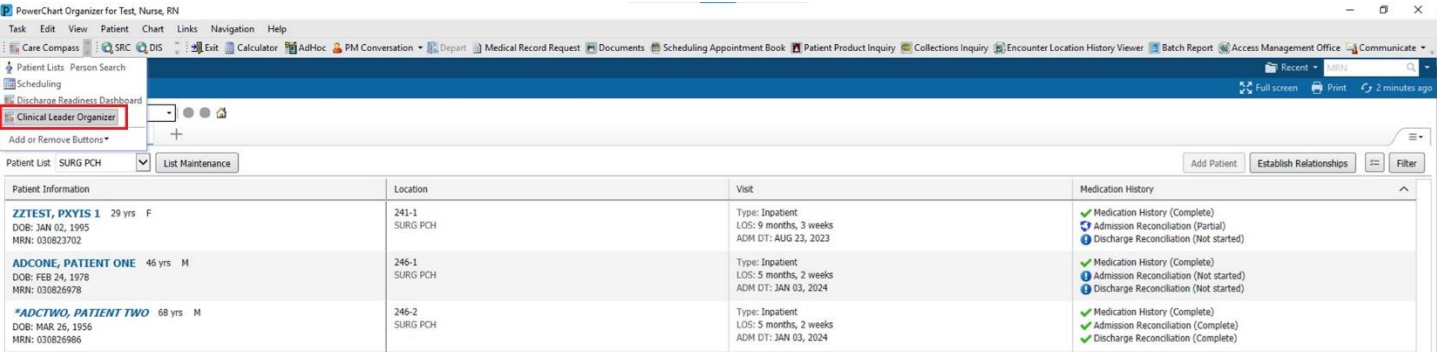 PowerChart Organizer for Test, Nurse, RN
Task Edit View Patient Chart Links Navigation Help
Care Compass SRC DIS Exit Calculator AdHoc PM Conversation Depart Medical Record Request Documents Scheduling Appointment Book Patient Product Inquiry Collections Inquiry Encounter Location History Viewer Batch Report Access Management Office Communicate
Patient Lists Person Search
Recent MRN
Scheduling
Full screen Print 2 minutes ago
Discharge Readiness Dashboard
Clinical Leader Organizer
Add or Remove Buttons
Patient List SURG PCH List Maintenance Add Patient Establish Relationships Filter
Patient Information Location Visit Medication History
ZZTEST, PXYIS 1 29 yrs F 241-1 Type: Inpatient Medication History (Complete)
DOB: JAN 02, 1995 SURG PCH LOS: 9 months, 3 weeks Admission Reconciliation (Partial)
MRN: 030823702 ADM DT: AUG 23, 2023 Discharge Reconciliation (Not started)
ADCONE, PATIENT ONE 46 yrs M 246-1 Type: Inpatient Medication History (Complete)
DOB: FEB 24, 1978 SURG PCH LOS: 5 months, 2 weeks Admission Reconciliation (Not started)
MRN: 030826978 ADM DT: JAN 03, 2024 Discharge Reconciliation (Not started)
*ADCTWO, PATIENT TWO 68 yrs M 246-2 Type: Inpatient Medication History (Complete)
DOB: MAR 26, 1956 SURG PCH LOS: 5 months, 2 weeks Admission Reconciliation (Complete)
MRN: 030826986 ADM DT: JAN 03, 2024 Discharge Reconciliation (Complete)